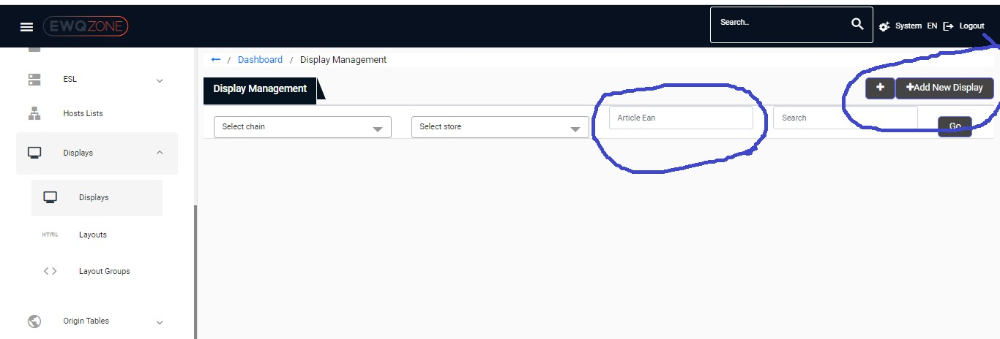 EWQZONE
Search..
System EN Logout
/ Dashboard / Display Management
ESL
Hosts Lists
Displays
Displays
HTML Layouts
Layout Groups
Origin Tables
Display Management
+ +Add New Display
Select chain Select store Article Ean Search Go